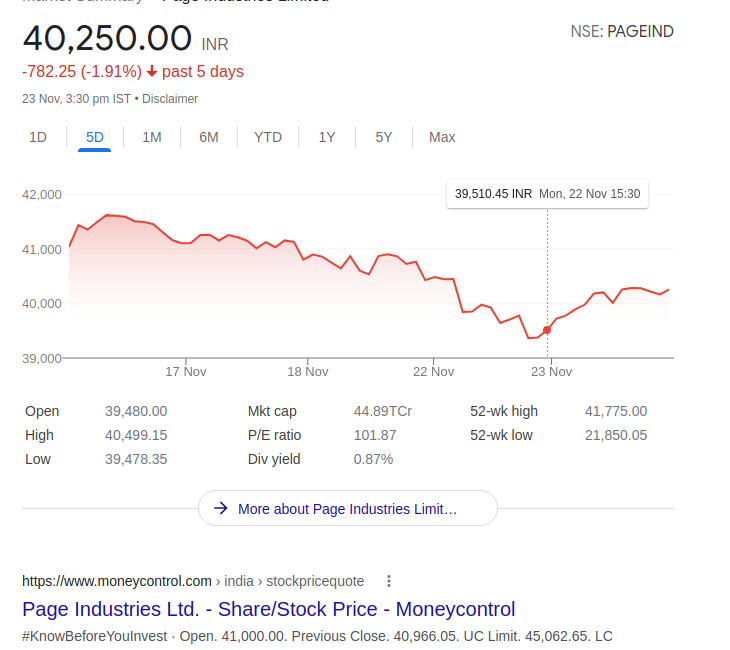 Market Summary > Page Industries Limited
40,250.00 INR
NSE: PAGEIND
-782.25 (-1.91%) past 5 days
23 Nov, 3:30 pm IST • Disclaimer
1D 5D 1M 6M YTD 1Y 5Y Max
39,510.45 INR Mon, 22 Nov 15:30
42,000
41,000
40,000
39,000
17 Nov 18 Nov 22 Nov 23 Nov
Open 39,480.00 Mkt cap 44.89TCr 52-wk high 41,775.00
High 40,499.15 P/E ratio 101.87 52-wk low 21,850.05
Low 39,478.35 Div yield 0.87%
More about Page Industries Limit…
https://www.moneycontrol.com › india › stockpricequote
Page Industries Ltd. - Share/Stock Price - Moneycontrol
#KnowBeforeYouInvest · Open. 41,000.00. Previous Close. 40,966.05. UC Limit. 45,062.65. LC